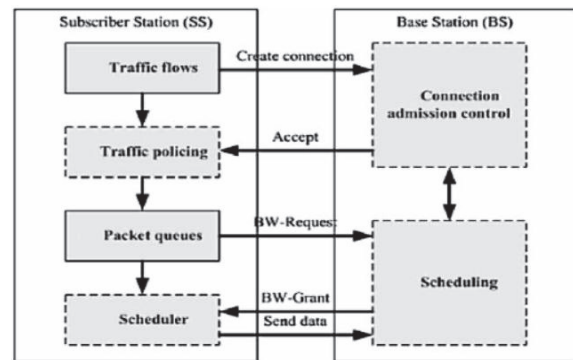 Subscriber Station (SS)
Base Station (BS)
Traffic flows
Create connection
Connection
admission control
Accept
Traffic policing
BW-Request
Packet queues
Scheduling
BW-Grant
Scheduler
Send data